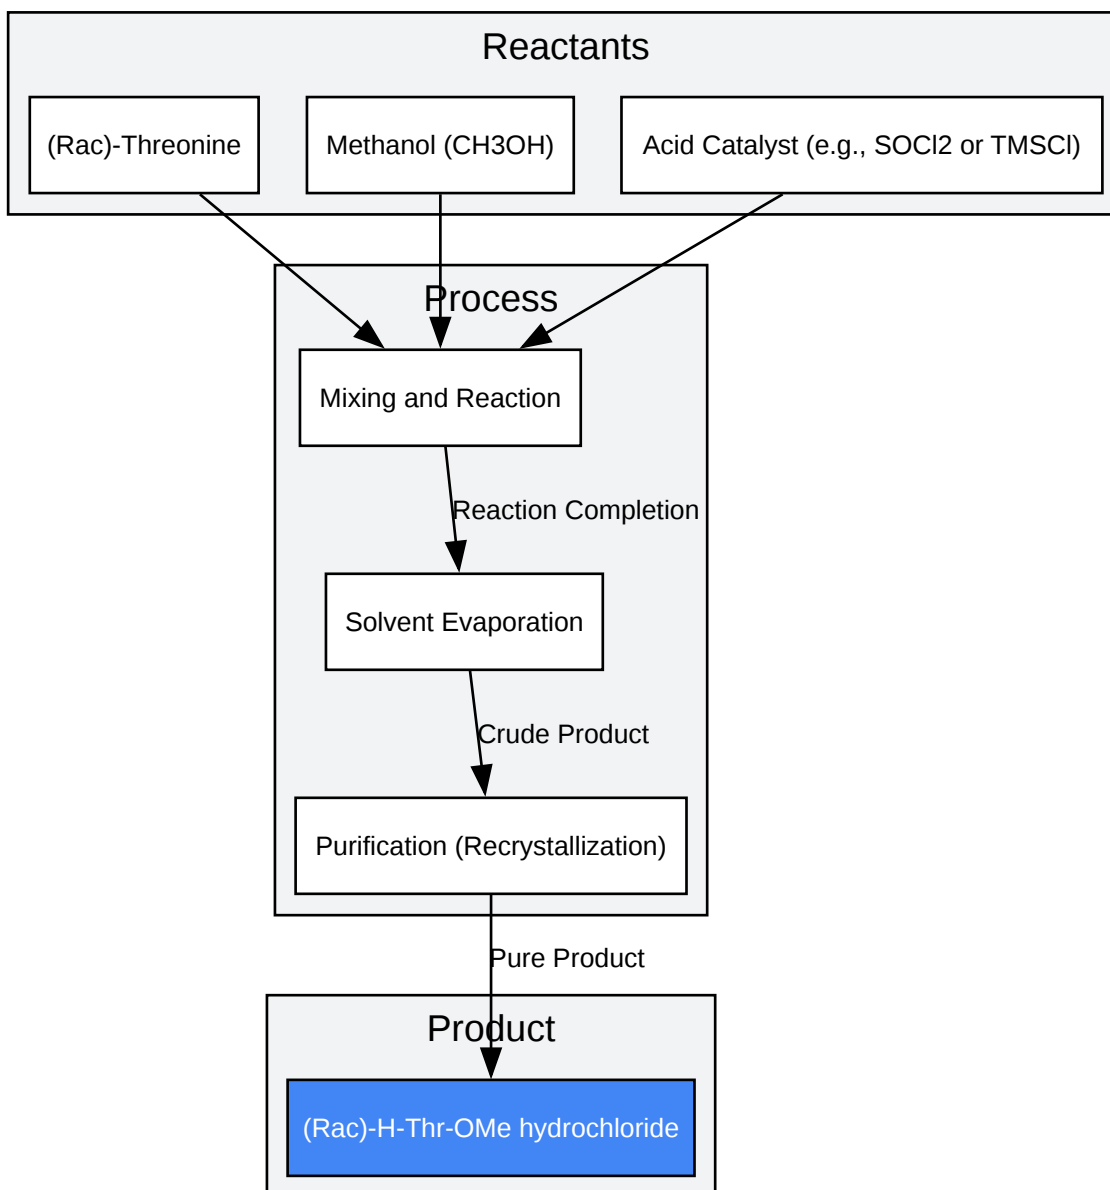 Reactants
(Rac)-Threonine
Methanol (CH3OH)
Acid Catalyst (e.g., SOCl2 or TMSCl)
Process
Mixing and Reaction
Reaction Completion
Solvent Evaporation
Crude Product
Purification (Recrystallization)
Pure Product
Product
(Rac)-H-Thr-OMe hydrochloride